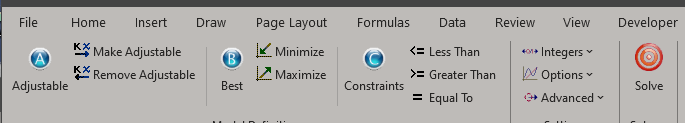 File Home Insert Draw Page Layout Formulas Data Review View Developer
A K X Make Adjustable B K Minimize C <= Less Than Integers
K X Remove Adjustable Maximize >= Greater Than Options
Adjustable Best Constraints = Equal To Advanced Solve